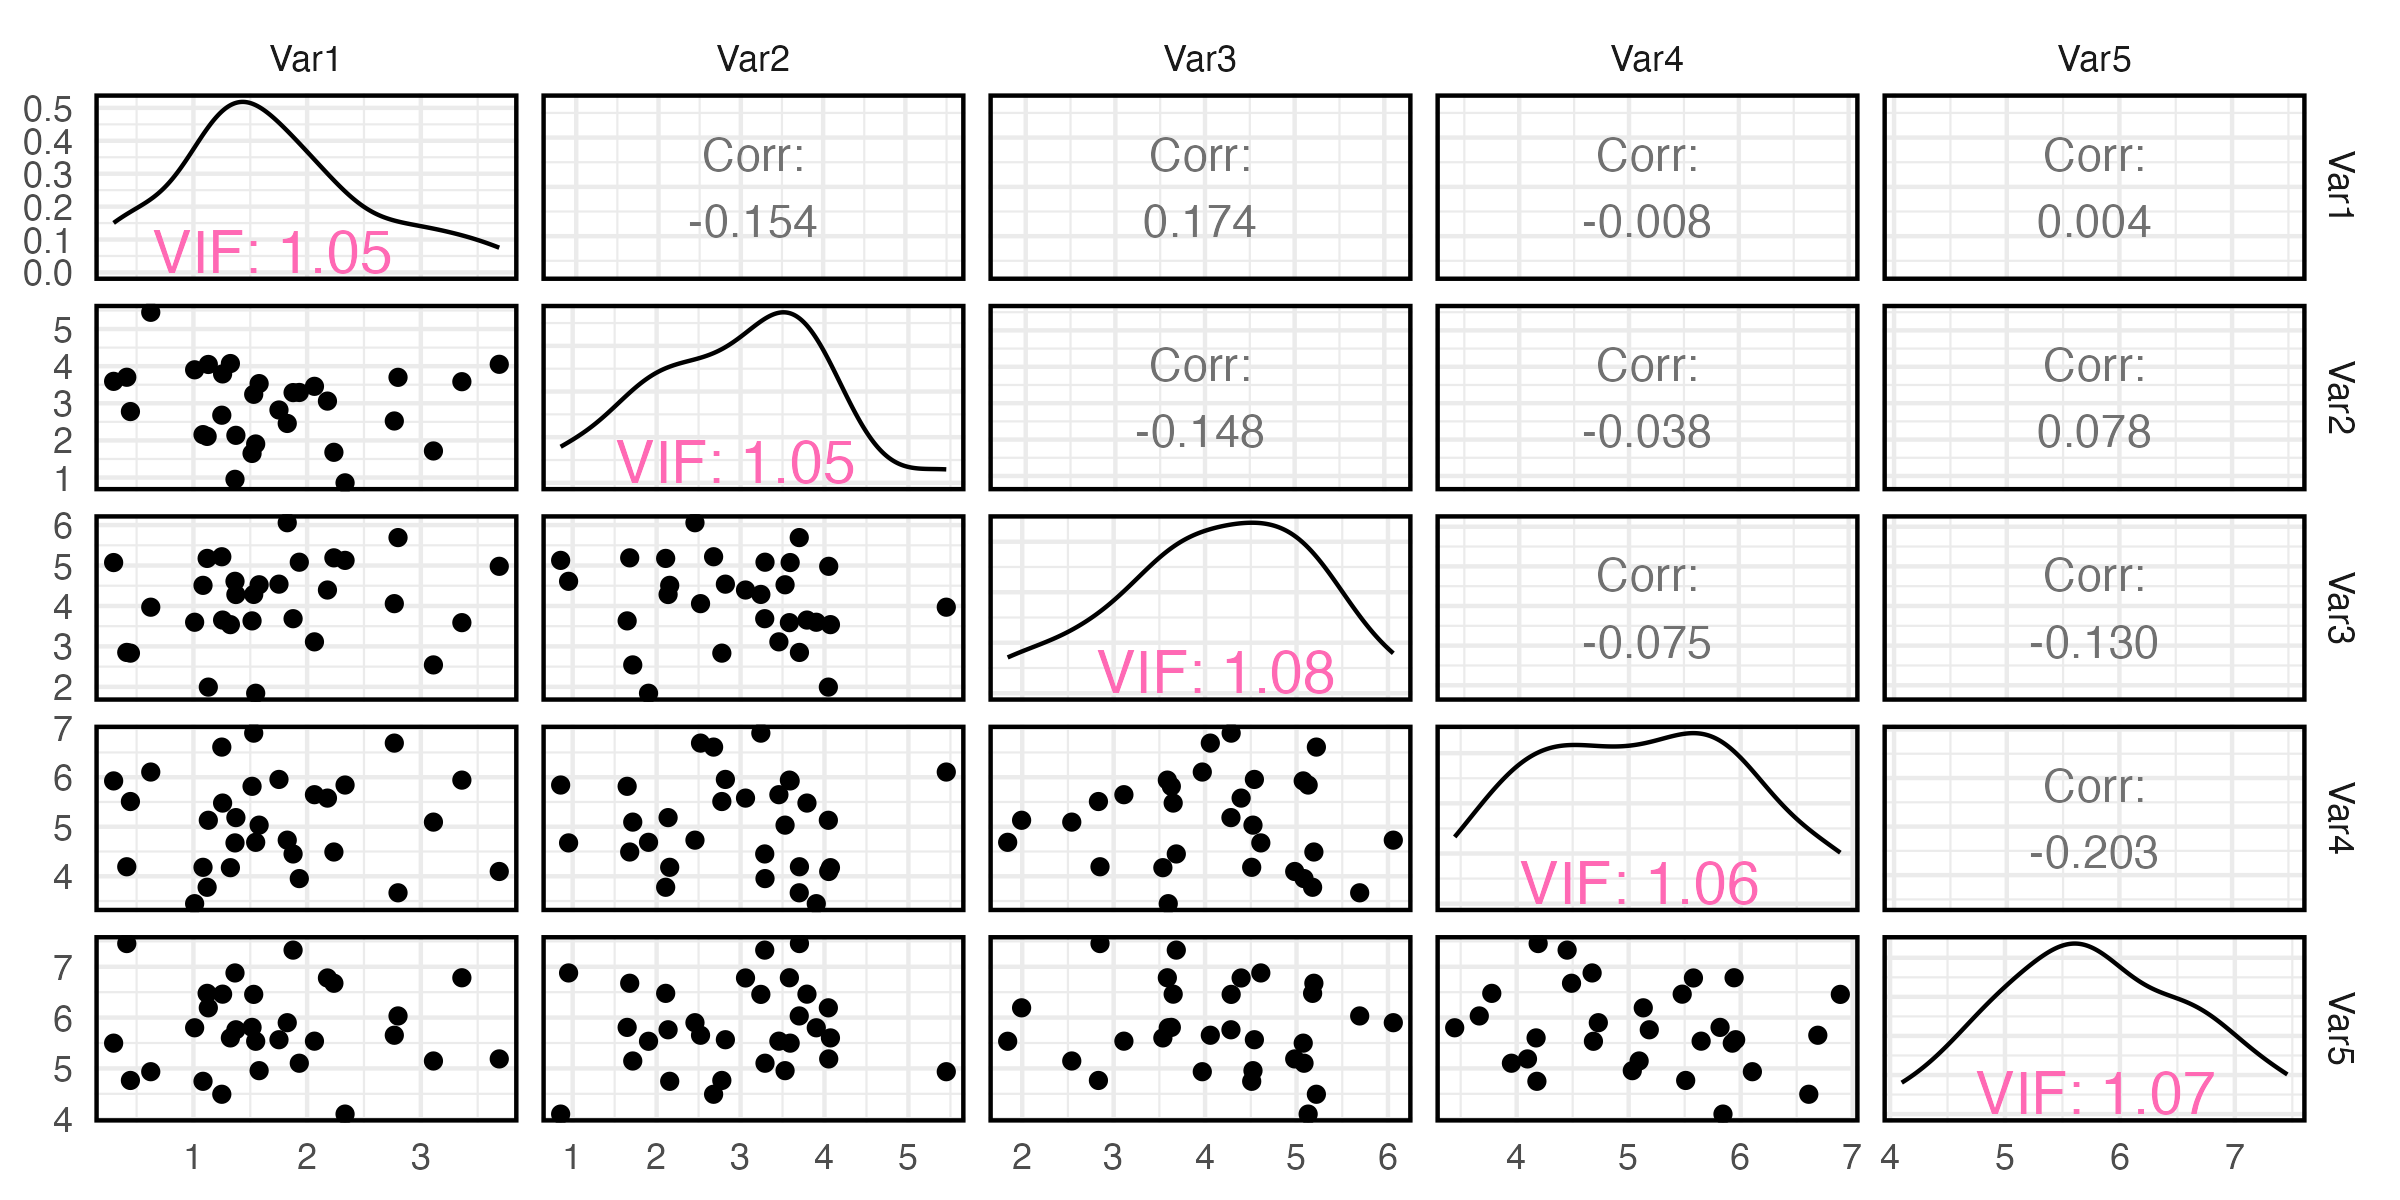 Var1 Var2 Var3 Var4 Var5
0.5
0.4
0.3
0.2
0.1
0.0
VIF: 1.05
Corr:
-0.154
Corr:
0.174
Corr:
-0.008
Corr:
0.004
Var1
5
4
3
2
1
VIF: 1.05
Corr:
-0.148
Corr:
-0.038
Corr:
0.078
Var2
6
5
4
3
2
VIF: 1.08
Corr:
-0.075
Corr:
-0.130
Var3
7
6
5
4
VIF: 1.06
Corr:
-0.203
Var4
7
6
5
4
VIF: 1.07
Var5
1 2 3
1 2 3 4 5
2 3 4 5 6
4 5 6 7
4 5 6 7